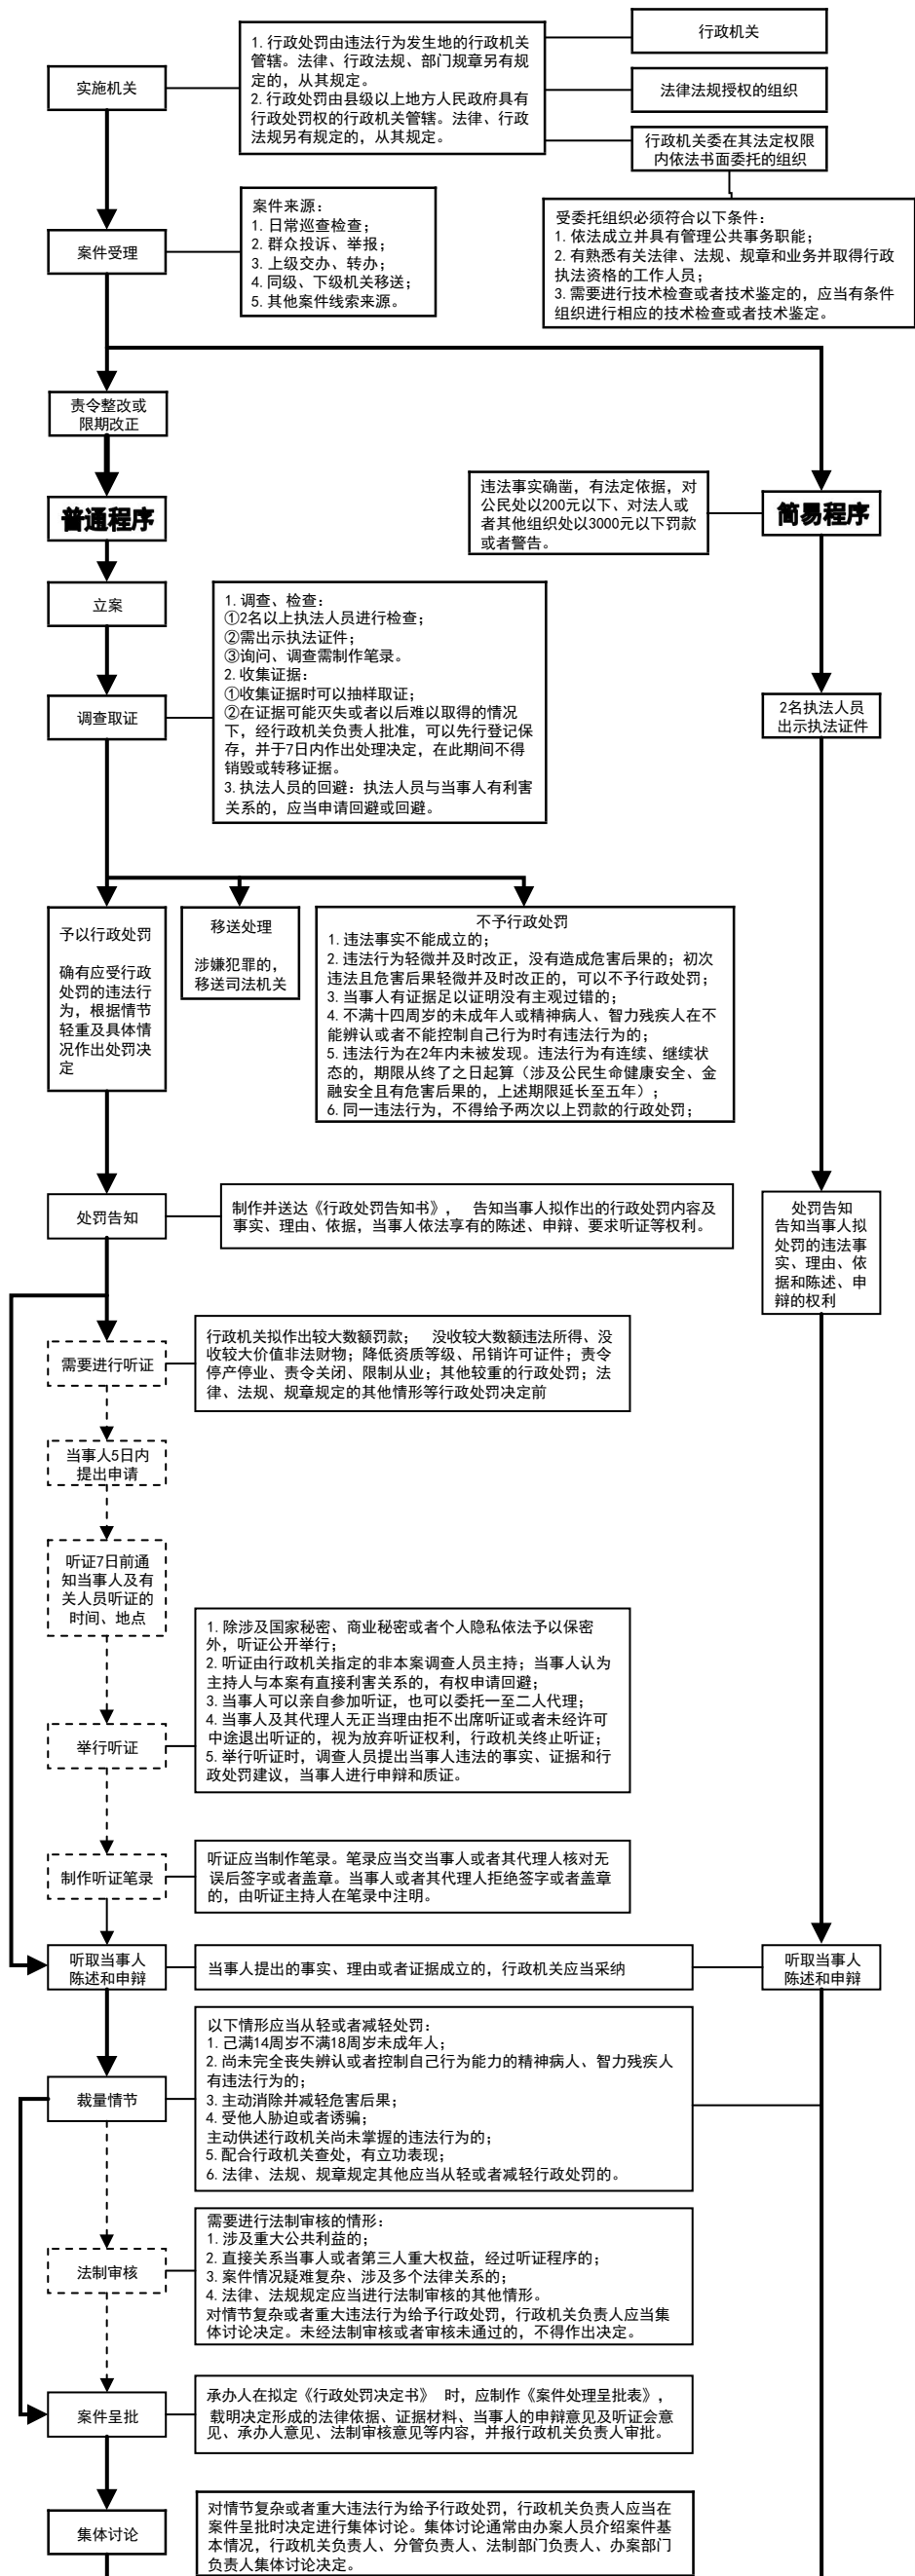 实施机关
1. 行政处罚由违法行为发生地的行政机关
管辖。法律、行政法规、部门规章另有规
定的，从其规定。
2. 行政处罚由县级以上地方人民政府具有
行政处罚权的行政机关管辖。法律、行政
法规另有规定的，从其规定。
行政机关
法律法规授权的组织
行政机关委在其法定权限
内依法书面委托的组织
案件受理
案件来源：
1. 日常巡查检查；
2. 群众投诉、举报；
3. 上级交办、转办；
4. 同级、下级机关移送；
5. 其他案件线索来源。
受委托组织必须符合以下条件：
1. 依法成立并具有管理公共事务职能；
2. 有熟悉有关法律、法规、规章和业务并取得行政
执法资格的工作人员；
3. 需要进行技术检查或者技术鉴定的，应当有条件
组织进行相应的技术检查或者技术鉴定。
责令整改或
限期改正
普通程序
违法事实确凿，有法定依据，对
公民处以200元以下、对法人或
者其他组织处以3000元以下罚款
或者警告。
简易程序
立案
调查取证
1. 调查、检查：
①2名以上执法人员进行检查；
②需出示执法证件；
③询问、调查需制作笔录。
2. 收集证据：
①收集证据时可以抽样取证；
②在证据可能灭失或者以后难以取得的情况
下，经行政机关负责人批准，可以先行登记保
存，并于7日内作出处理决定，在此期间不得
销毁或转移证据。
3. 执法人员的回避：执法人员与当事人有利害
关系的，应当申请回避或回避。
2名执法人员
出示执法证件
予以行政处罚
确有应受行政
处罚的违法行
为，根据情节
轻重及具体情
况作出处罚决
定
移送处理
涉嫌犯罪的，
移送司法机关
不予行政处罚
1. 违法事实不能成立的；
2. 违法行为轻微并及时改正，没有造成危害后果的；初次
违法且危害后果轻微并及时改正的，可以不予行政处罚；
3. 当事人有证据足以证明没有主观过错的；
4. 不满十四周岁的未成年人或精神病人、智力残疾人在不
能辨认或者不能控制自己行为时有违法行为的；
5. 违法行为在2年内未被发现。违法行为有连续、继续状
态的，期限从终了之日起算（涉及公民生命健康安全、金
融安全且有危害后果的，上述期限延长至五年）；
6. 同一违法行为，不得给予两次以上罚款的行政处罚；
处罚告知
制作并送达《行政处罚告知书》， 告知当事人拟作出的行政处罚内容及
事实、理由、依据，当事人依法享有的陈述、申辩、要求听证等权利。
处罚告知
告知当事人拟
处罚的违法事
实、理由、依
据和陈述、申
辩的权利
需要进行听证
行政机关拟作出较大数额罚款； 没收较大数额违法所得、没
收较大价值非法财物；降低资质等级、吊销许可证件；责令
停产停业、责令关闭、限制从业；其他较重的行政处罚；法
律、法规、规章规定的其他情形等行政处罚决定前
当事人5日内
提出申请
听证7日前通
知当事人及有
关人员听证的
时间、地点
举行听证
1. 除涉及国家秘密、商业秘密或者个人隐私依法予以保密
外，听证公开举行；
2. 听证由行政机关指定的非本案调查人员主持；当事人认为
主持人与本案有直接利害关系的，有权申请回避；
3. 当事人可以亲自参加听证，也可以委托一至二人代理；
4. 当事人及其代理人无正当理由拒不出席听证或者未经许可
中途退出听证的，视为放弃听证权利，行政机关终止听证；
5. 举行听证时，调查人员提出当事人违法的事实、证据和行
政处罚建议，当事人进行申辩和质证。
制作听证笔录
听证应当制作笔录。笔录应当交当事人或者其代理人核对无
误后签字或者盖章。当事人或者其代理人拒绝签字或者盖章
的，由听证主持人在笔录中注明。
听取当事人
陈述和申辩
当事人提出的事实、理由或者证据成立的，行政机关应当采纳
听取当事人
陈述和申辩
裁量情节
以下情形应当从轻或者减轻处罚：
1. 己满14周岁不满18周岁未成年人；
2. 尚未完全丧失辨认或者控制自己行为能力的精神病人、智力残疾人
有违法行为的；
3. 主动消除并减轻危害后果；
4. 受他人胁迫或者诱骗；
主动供述行政机关尚未掌握的违法行为的；
5. 配合行政机关查处，有立功表现；
6. 法律、法规、规章规定其他应当从轻或者减轻行政处罚的。
法制审核
需要进行法制审核的情形：
1. 涉及重大公共利益的；
2. 直接关系当事人或者第三人重大权益，经过听证程序的；
3. 案件情况疑难复杂、涉及多个法律关系的；
4. 法律、法规规定应当进行法制审核的其他情形。
对情节复杂或者重大违法行为给予行政处罚，行政机关负责人应当集
体讨论决定。未经法制审核或者审核未通过的，不得作出决定。
案件呈批
承办人在拟定《行政处罚决定书》 时，应制作《案件处理呈批表》，
载明决定形成的法律依据、证据材料、当事人的申辩意见及听证会意
见、承办人意见、法制审核意见等内容，并报行政机关负责人审批。
集体讨论
对情节复杂或者重大违法行为给予行政处罚，行政机关负责人应当在
案件呈批时决定进行集体讨论。集体讨论通常由办案人员介绍案件基
本情况，行政机关负责人、分管负责人、法制部门负责人、办案部门
负责人集体讨论决定。